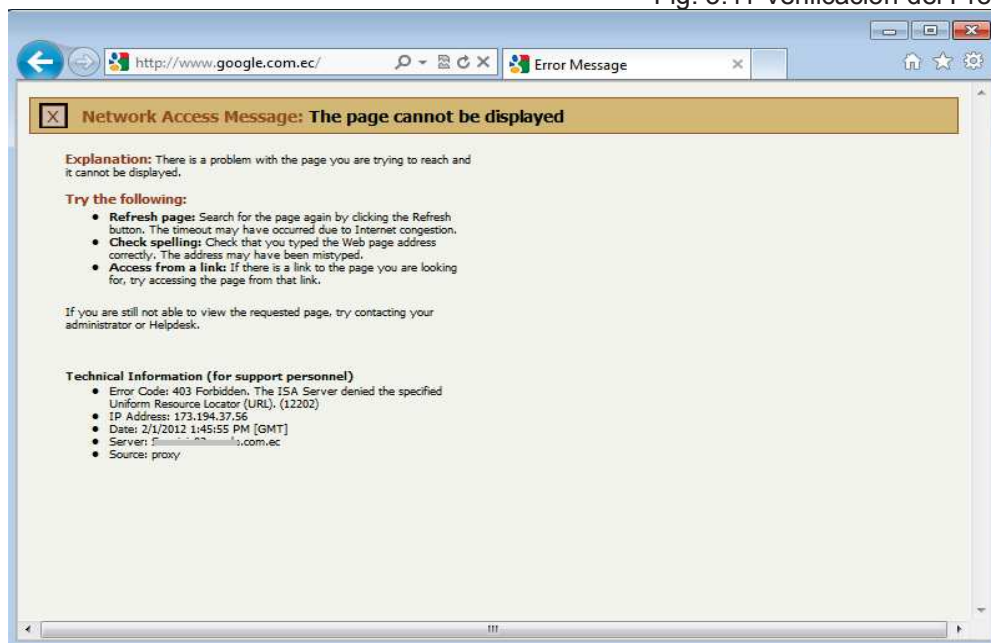 http://www.google.com.ec/
Error Message
X Network Access Message: The page cannot be displayed
Explanation: There is a problem with the page you are trying to reach and
it cannot be displayed.
Try the following:
• Refresh page: Search for the page again by clicking the Refresh
button. The timeout may have occurred due to Internet congestion.
• Check spelling: Check that you typed the Web page address
correctly. The address may have been mistyped.
• Access from a link: If there is a link to the page you are looking
for, try accessing the page from that link.
If you are still not able to view the requested page, try contacting your
administrator or Helpdesk.
Technical Information (for support personnel)
• Error Code: 403 Forbidden. The ISA Server denied the specified
Uniform Resource Locator (URL). (12202)
• IP Address: 173.194.37.56
• Date: 2/1/2012 1:45:55 PM [GMT]
• Server: .com.ec
• Source: proxy